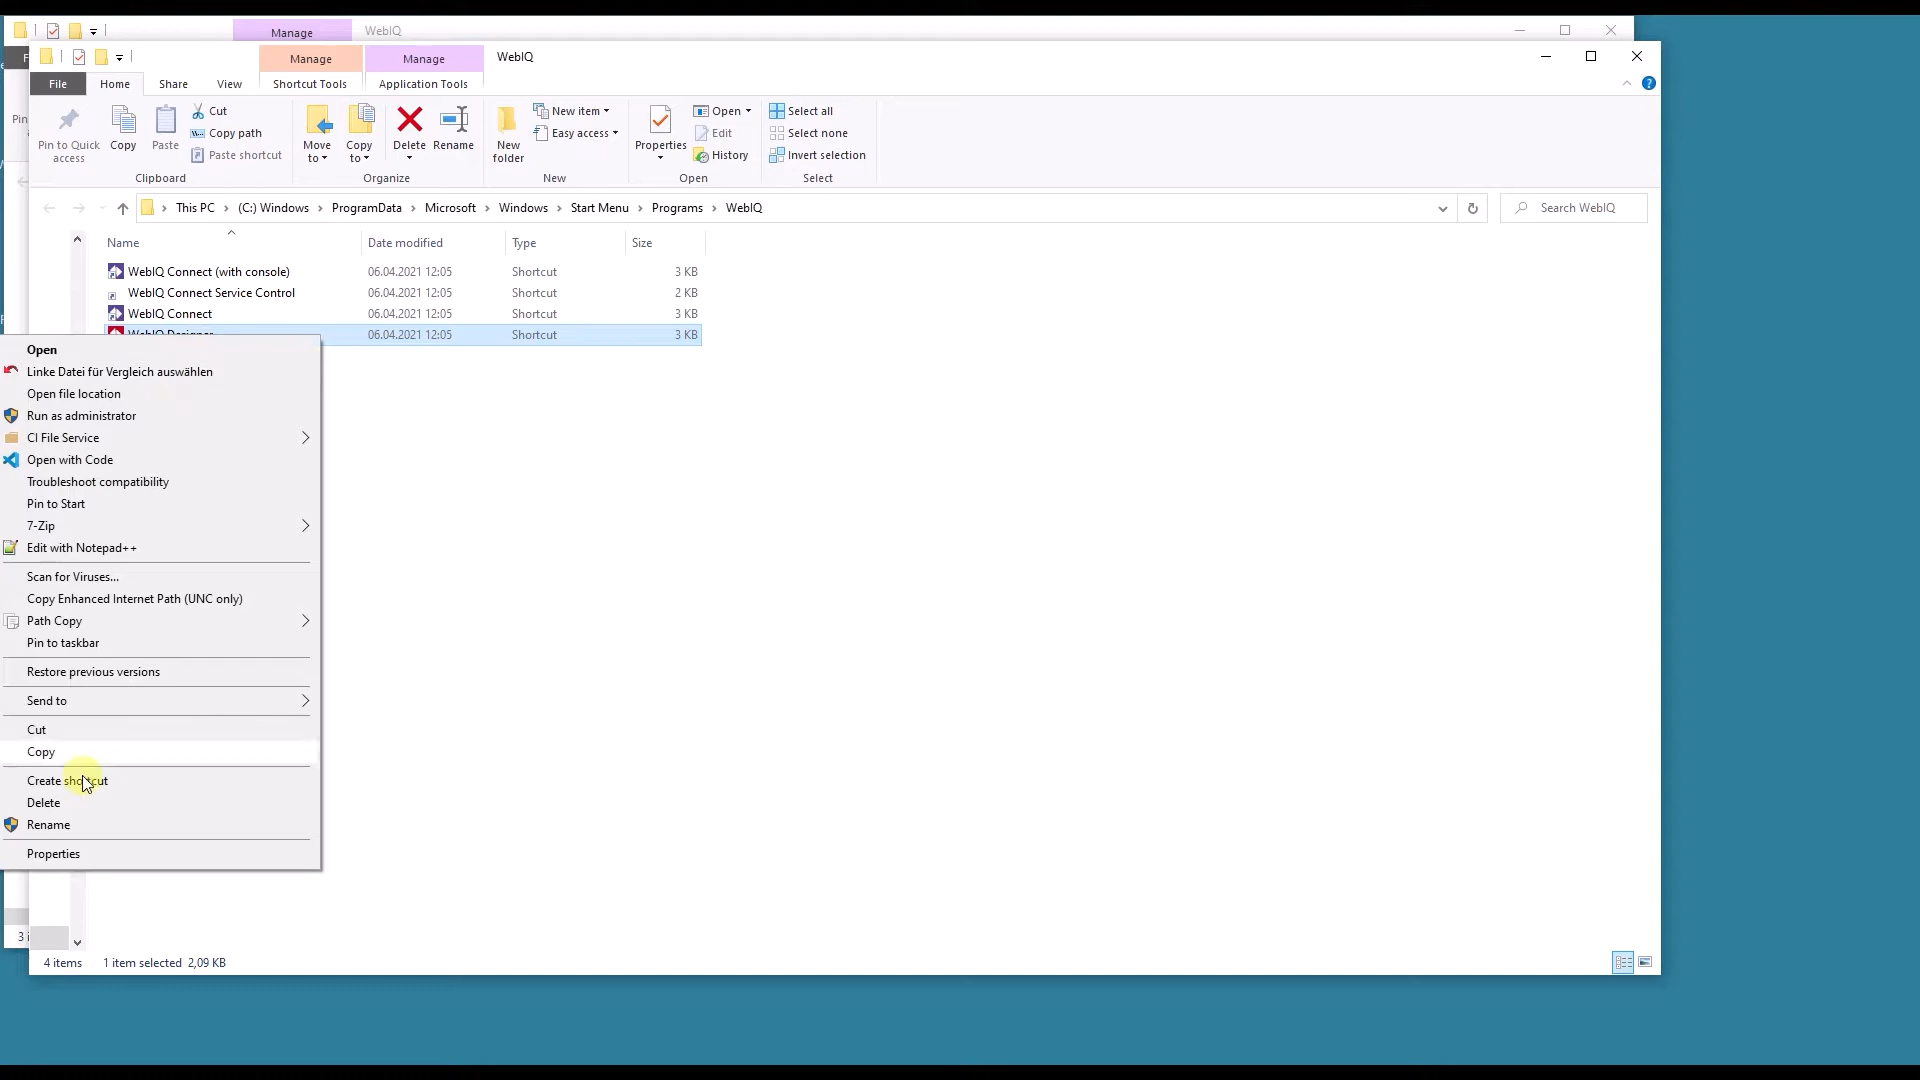 Manage
WebIQ
Manage
Manage
WebIQ
File
Home
Share
View
Shortcut Tools
Application Tools
Pin to Quick access
Copy
Paste
Cut
Copy path
Paste shortcut
Clipboard
Move to
Copy to
Delete
Rename
Organize
New folder
New item
Easy access
New
Properties
Open
Edit
History
Open
Select all
Select none
Invert selection
Select
Pin
This PC
(C:) Windows
ProgramData
Microsoft
Windows
Start Menu
Programs
WebIQ
Search WebIQ
Name
Date modified
Type
Size
WebIQ Connect (with console) 06.04.2021 12:05 Shortcut 3 KB
WebIQ Connect Service Control 06.04.2021 12:05 Shortcut 2 KB
WebIQ Connect 06.04.2021 12:05 Shortcut 3 KB
WebIQ Designer 06.04.2021 12:05 Shortcut 3 KB
Open
Linke Datei für Vergleich auswählen
Open file location
Run as administrator
CI File Service
Open with Code
Troubleshoot compatibility
Pin to Start
7-Zip
Edit with Notepad++
Scan for Viruses...
Copy Enhanced Internet Path (UNC only)
Path Copy
Pin to taskbar
Restore previous versions
Send to
Cut
Copy
Create shortcut
Delete
Rename
Properties
4 items
1 item selected 2,09 KB